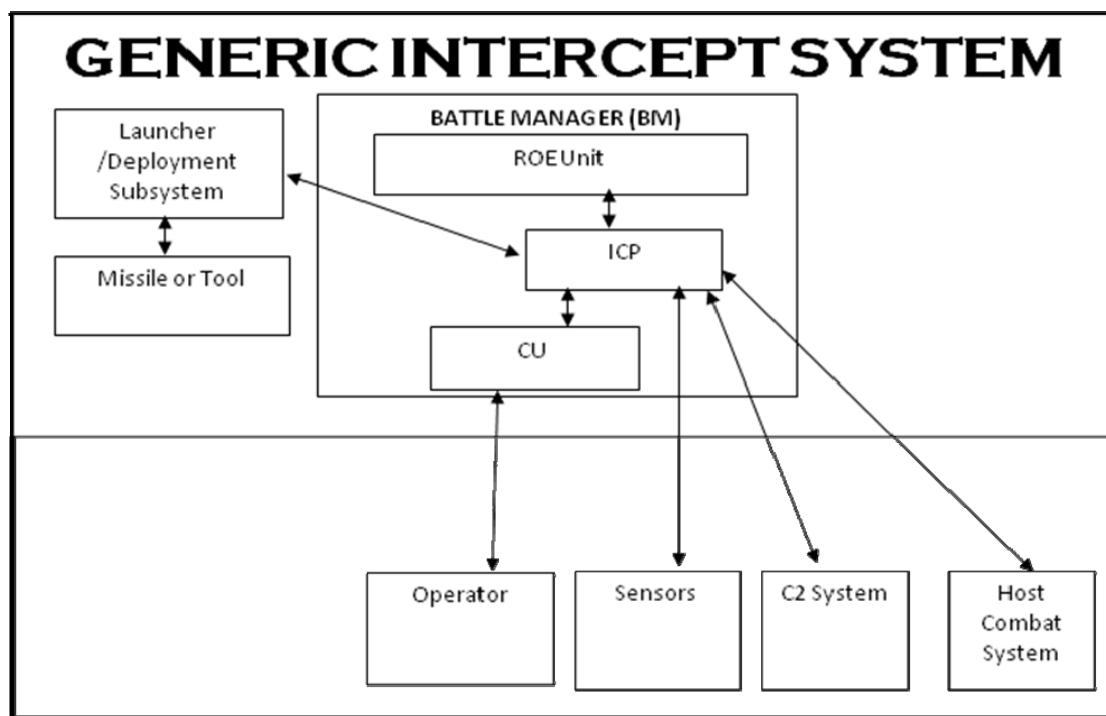 GENERIC INTERCEPT SYSTEM
BATTLE MANAGER (BM)
Launcher
/Deployment
Subsystem
ROE Unit
ICP
Missile or Tool
CU
Operator
Sensors
C2 System
Host
Combat
System